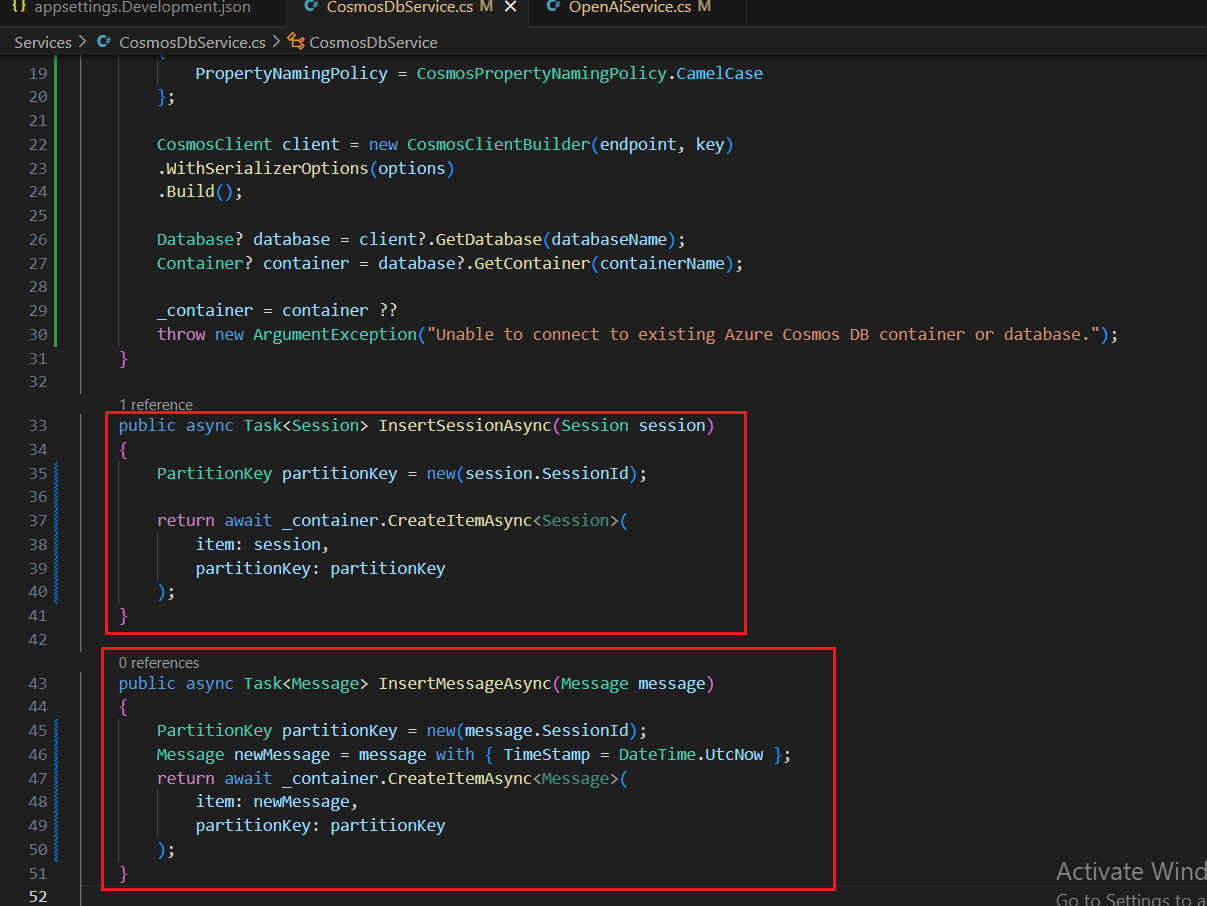 {} appsettings.Development.json C# CosmosDbService.cs M × C# OpenAiService.cs M
Services > C# CosmosDbService.cs > CosmosDbService
{
19 PropertyNamingPolicy = CosmosPropertyNamingPolicy.CamelCase
20 };
21
22 CosmosClient client = new CosmosClientBuilder(endpoint, key)
23 .WithSerializerOptions(options)
24 .Build();
25
26 Database? database = client?.GetDatabase(databaseName);
27 Container? container = database?.GetContainer(containerName);
28
29 _container = container ??
30 throw new ArgumentException("Unable to connect to existing Azure Cosmos DB container or database.");
31 }
32
1 reference
33 public async Task<Session> InsertSessionAsync(Session session)
34 {
35 PartitionKey partitionKey = new(session.SessionId);
36
37 return await _container.CreateItemAsync<Session>(
38 item: session,
39 partitionKey: partitionKey
40 );
41 }
42
0 references
43 public async Task<Message> InsertMessageAsync(Message message)
44 {
45 PartitionKey partitionKey = new(message.SessionId);
46 Message newMessage = message with { TimeStamp = DateTime.UtcNow };
47 return await _container.CreateItemAsync<Message>(
48 item: newMessage,
49 partitionKey: partitionKey
50 );
51 }
Activate Wind
52
Go to Settings to a